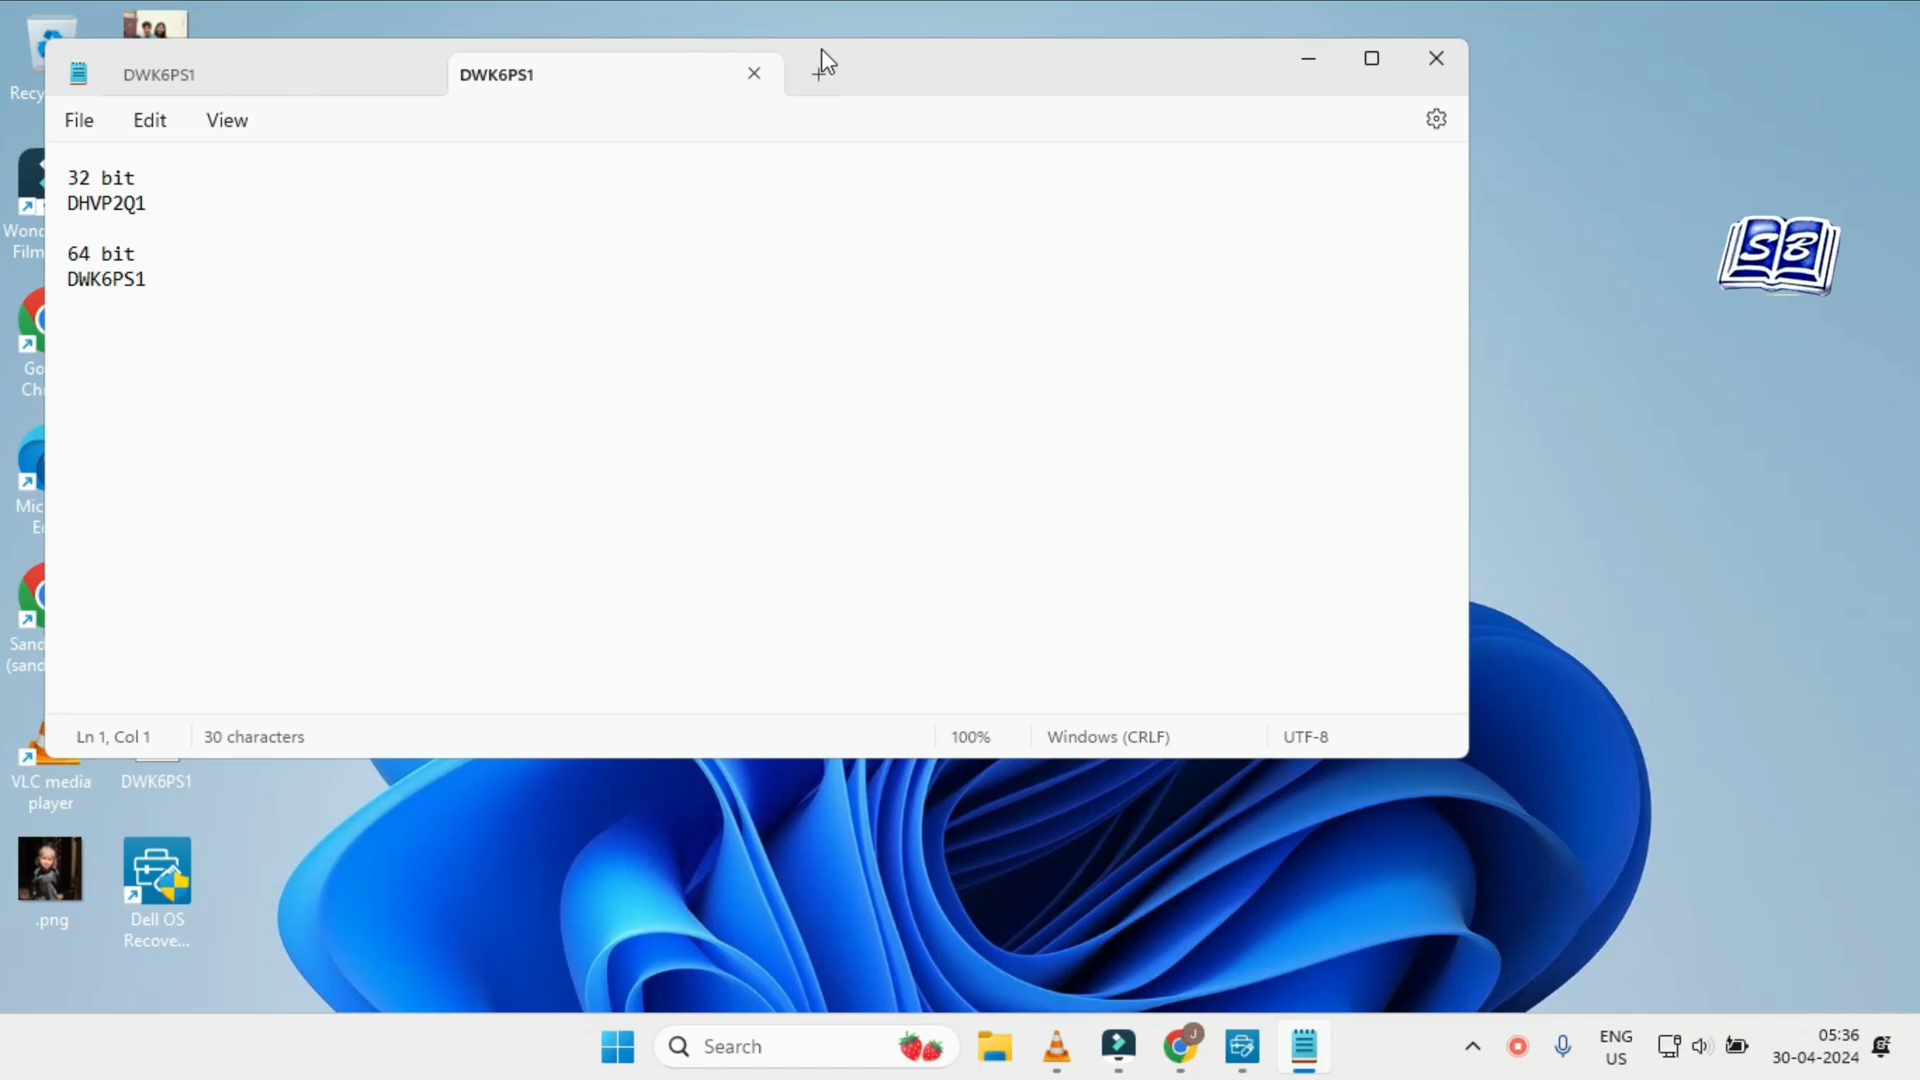 DWK6PS1
DWK6PS1
File Edit View
32 bit
DHVP2Q1
64 bit
DWK6PS1
Ln 1, Col 1
30 characters
100%
Windows (CRLF)
UTF-8
VLC media
player
DWK6PS1
.png
Dell OS
Recove...
SB
Search
J
ENG
US
05:36
30-04-2024